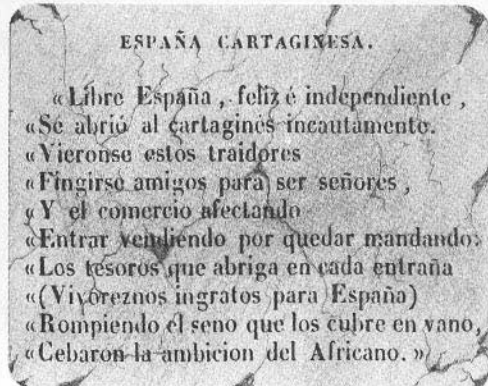 ESPAÑA CARTAGINESA.
«Libre España, feliz é independiente,
«Se abrió al cartagines incautamente.
«Vieronse estos traidores
«Fingirse amigos para ser señores,
«Y el comercio afectando
«Entrar vendiendo por quedar mandando:
«Los tesoros que abriga en cada entraña
«(Vivoreznos ingratos para España)
«Rompiendo el seno que los cubre en vano,
«Cebaron la ambicion del Africano.»